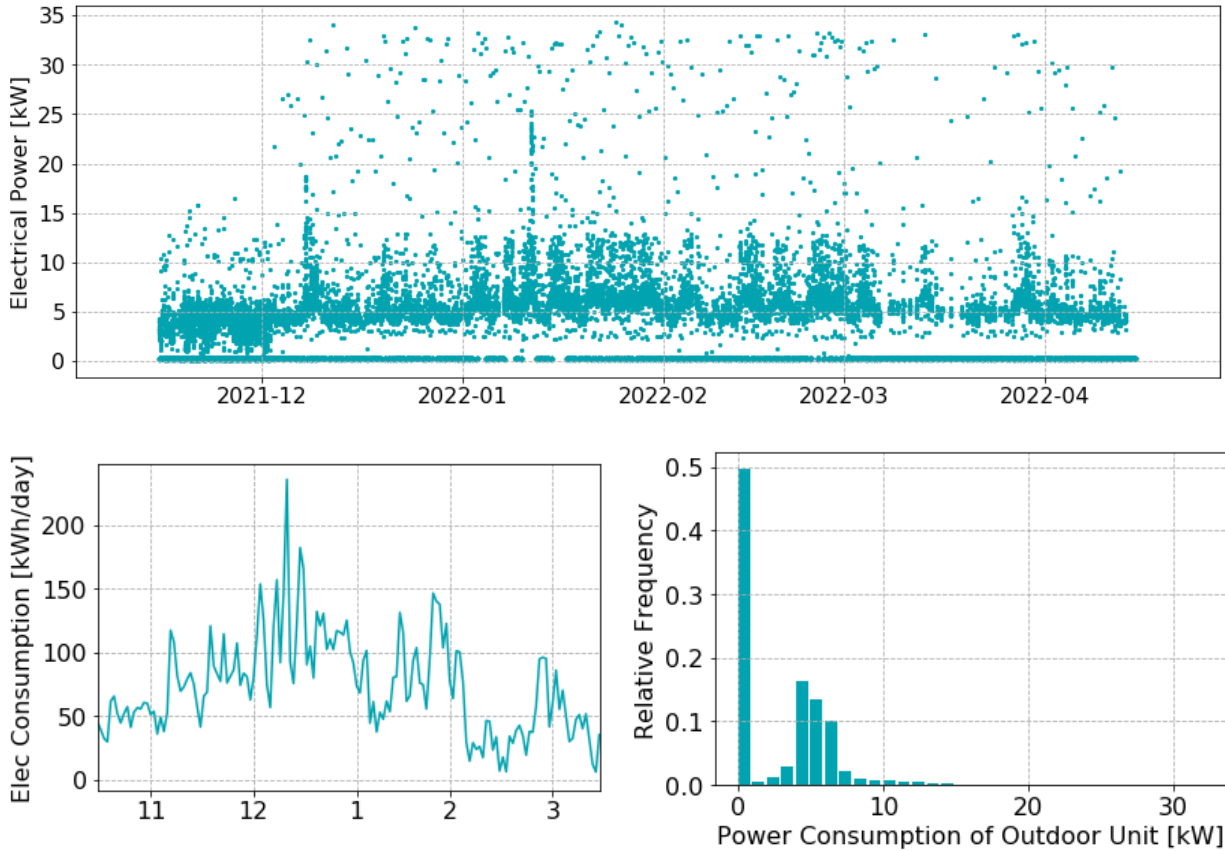 Electrical Power [kW]
35
30
25
20
15
10
5
0
2021-12 2022-01 2022-02 2022-03 2022-04
Elec Consumption [kWh/day]
200
150
100
50
0
11 12 1 2 3
Relative Frequency
0.5
0.4
0.3
0.2
0.1
0.0
0 10 20 30
Power Consumption of Outdoor Unit [kW]